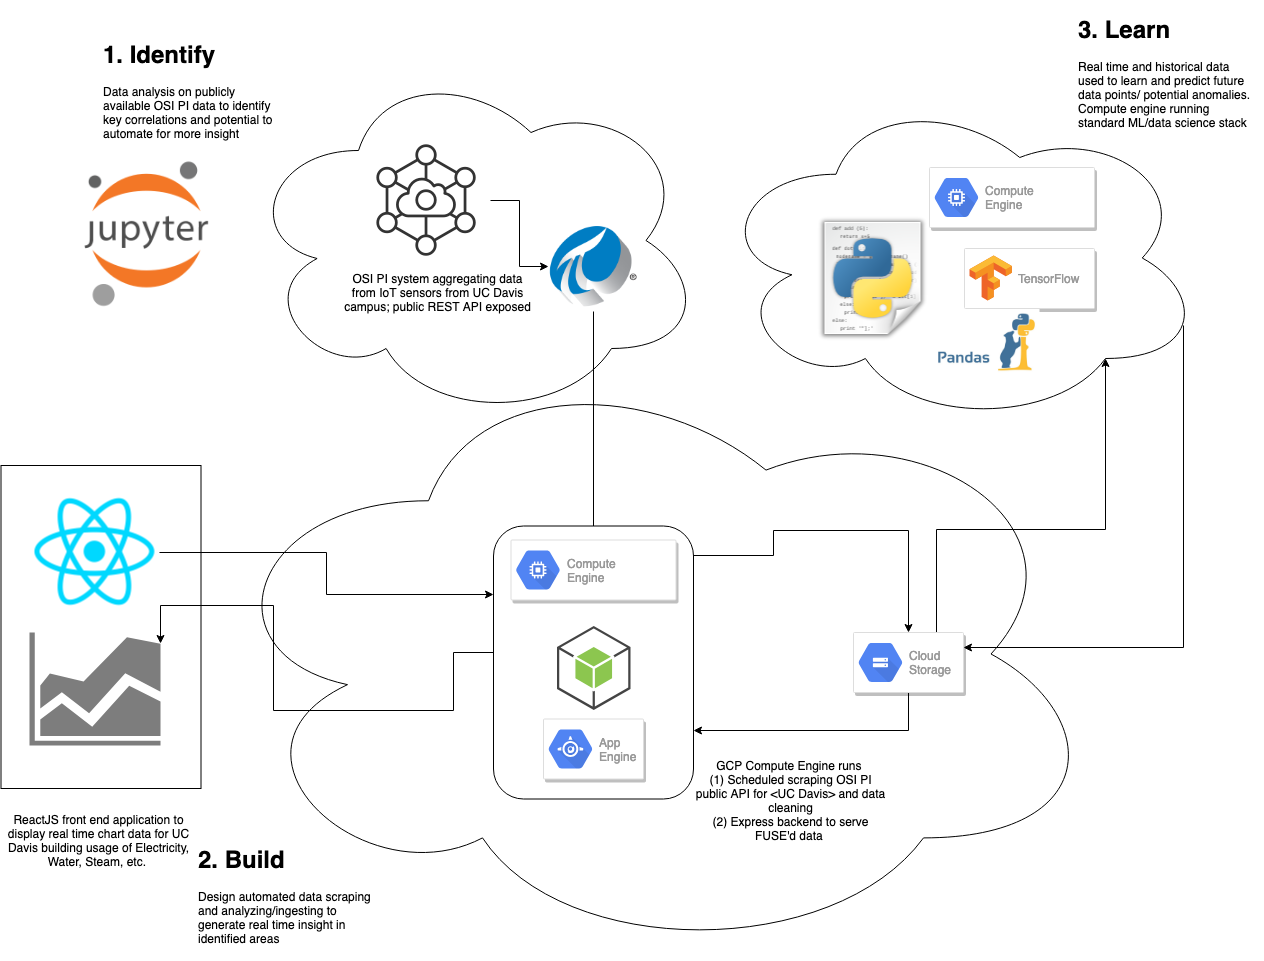 1. Identify
Data analysis on publicly
available OSI PI data to identify
key correlations and potential to
automate for more insight
jupyter
OSI PI system aggregating data
from IoT sensors from UC Davis
campus; public REST API exposed
®
3. Learn
Real time and historical data
used to learn and predict future
data points/ potential anomalies.
Compute engine running
standard ML/data science stack
Compute
Engine
TensorFlow
Pandas
Compute
Engine
App
Engine
Cloud
Storage
GCP Compute Engine runs
(1) Scheduled scraping OSI PI
public API for <UC Davis> and data
cleaning
(2) Express backend to serve
FUSE'd data
ReactJS front end application to
display real time chart data for UC
Davis building usage of Electricity,
Water, Steam, etc.
2. Build
Design automated data scraping
and analyzing/ingesting to
generate real time insight in
identified areas